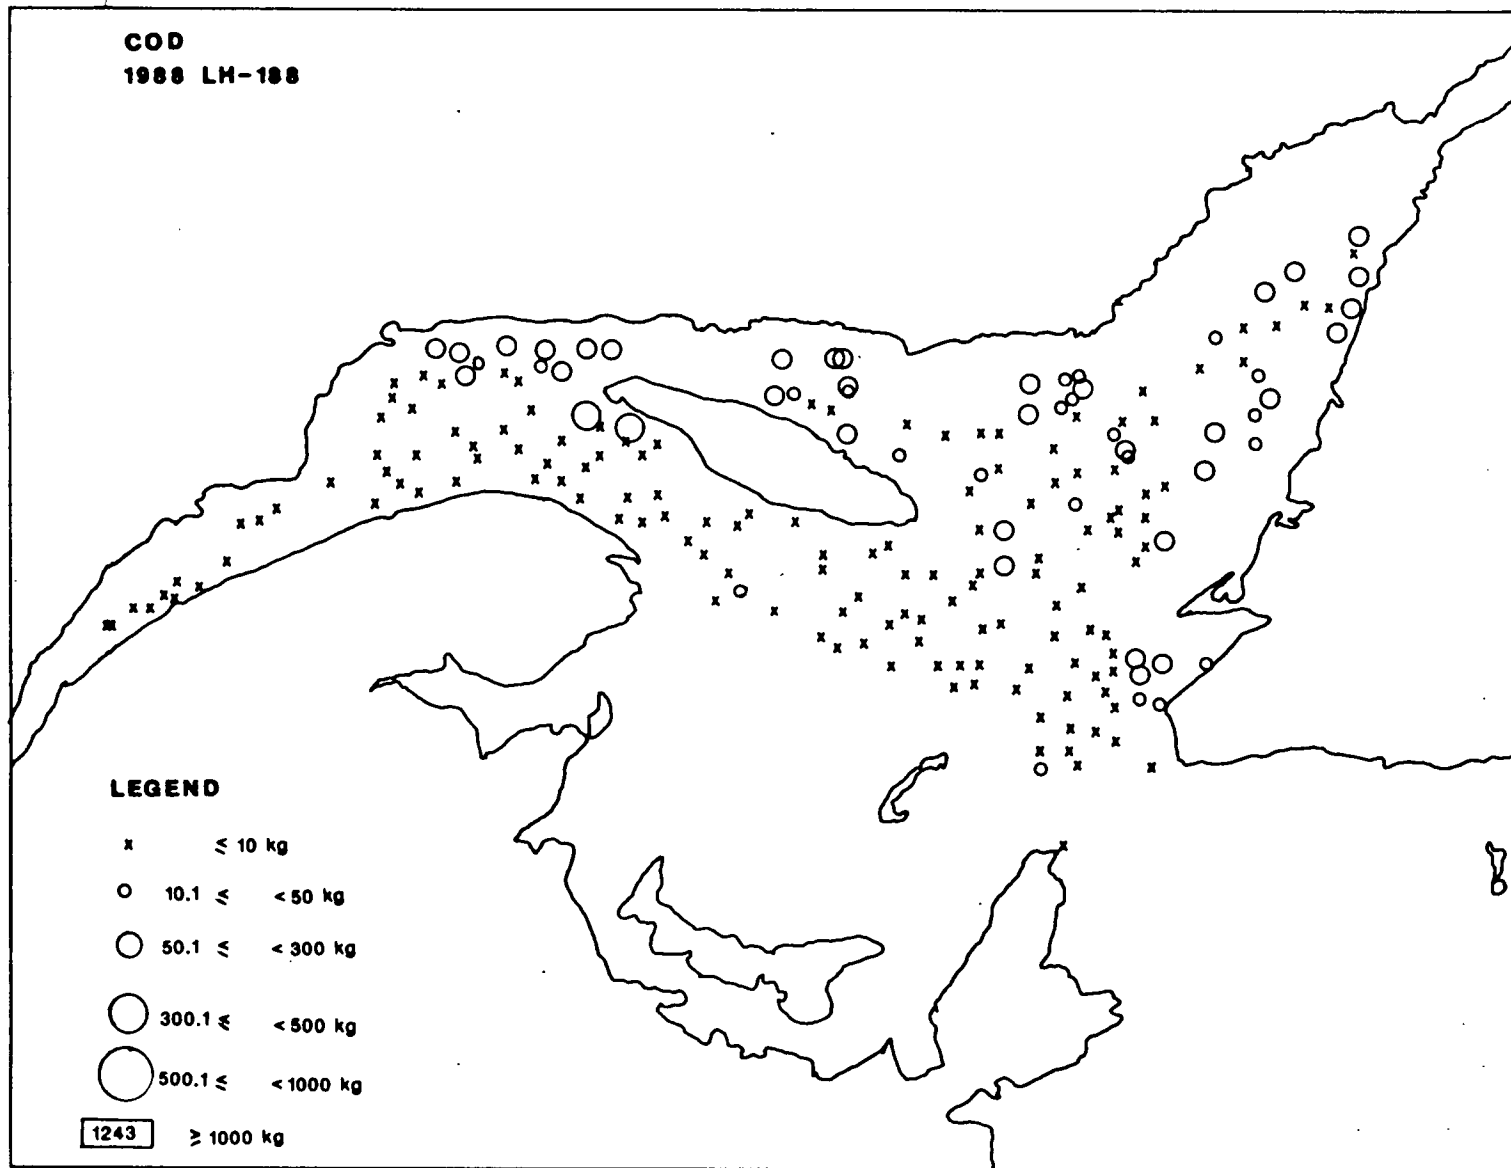 COD
1988 LH-188
LEGEND
x ≤ 10 kg
10.1 ≤ < 50 kg
50.1 ≤ < 300 kg
300.1 ≤ < 500 kg
500.1 ≤ < 1000 kg
1243 ≥ 1000 kg